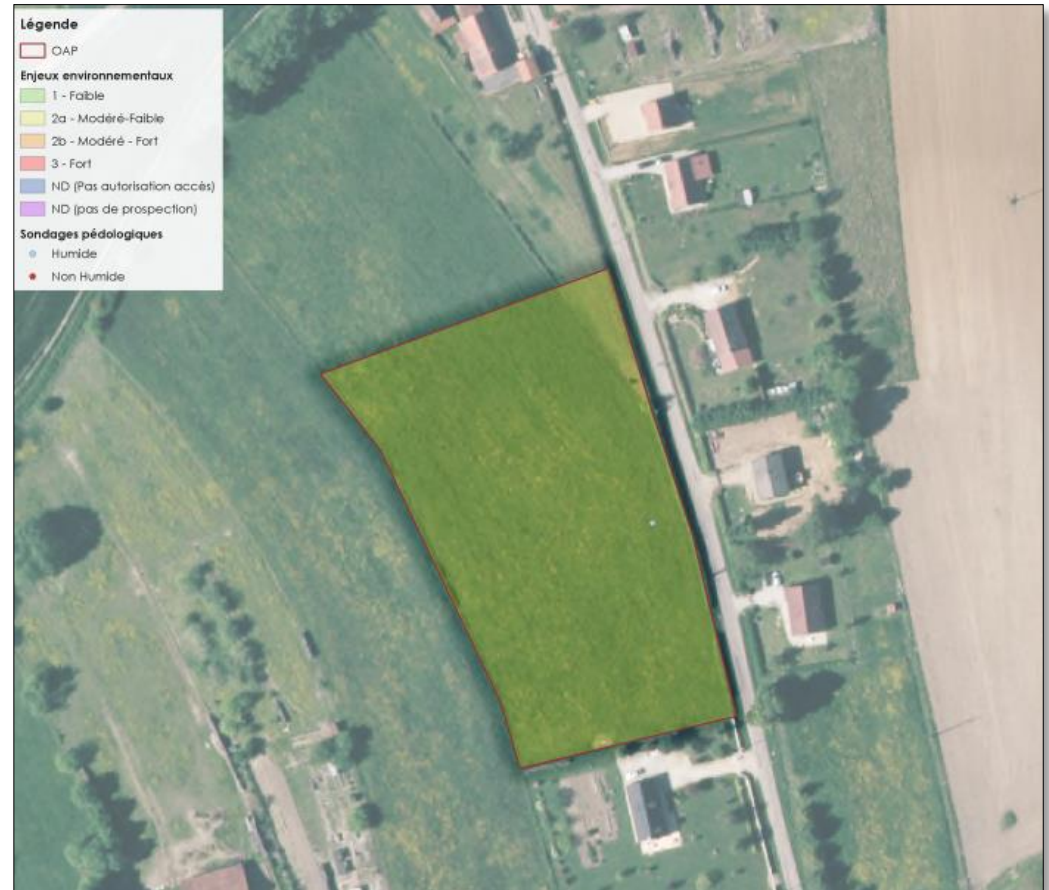 Légende
OAP
Enjeux environnementaux
1 - Faible
2a - Modéré-Faible
2b - Modéré - Fort
3 - Fort
ND (Pas autorisation accés)
ND (pas de prospection)
Sondages pédologiques
Humide
Non Humide